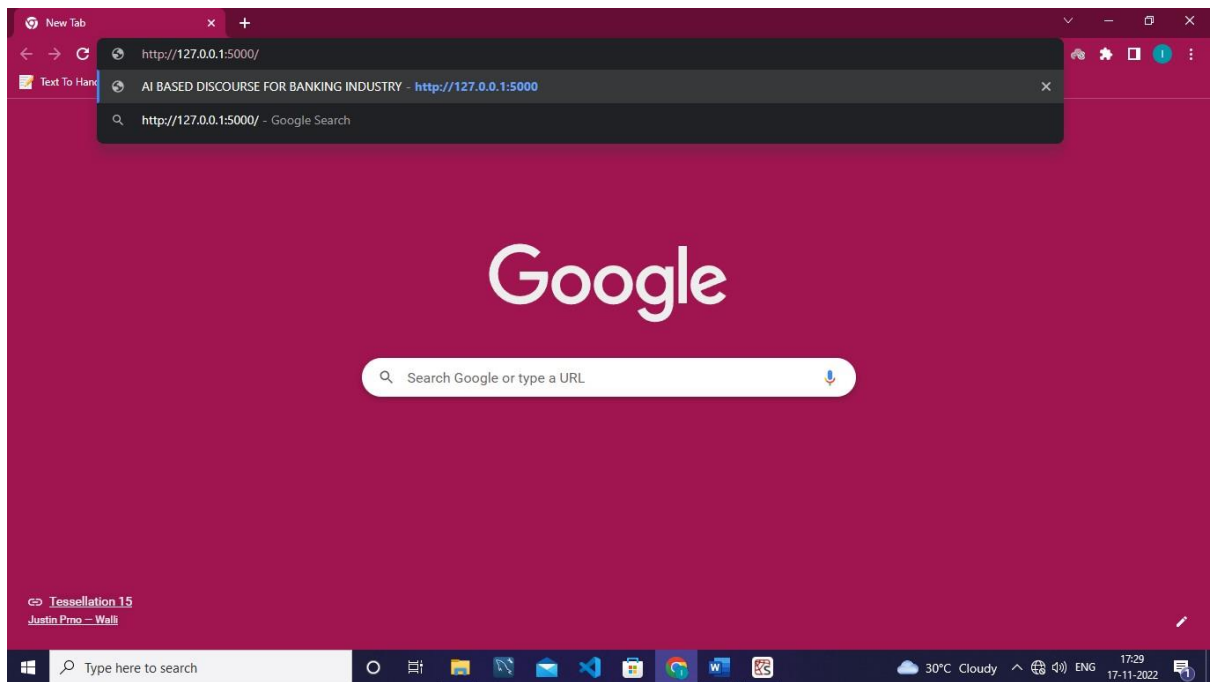 New Tab
http://127.0.0.1:5000/
Text To Hand
AI BASED DISCOURSE FOR BANKING INDUSTRY - http://127.0.0.1:5000
http://127.0.0.1:5000/ - Google Search
I
Google
Search Google or type a URL
Tessellation 15
Justin Prno — Walli
Type here to search
30°C Cloudy
ENG
17:29
17-11-2022
1